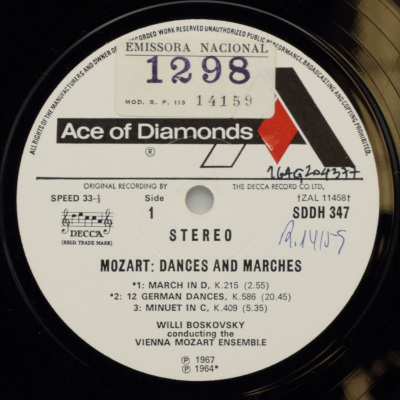 ALL RIGHTS OF THE MANUFACTURERS AND OWNER OF THE RECORDED WORK RESERVED UNAUTHORIZED PUBLIC PERFORMANCE, BROADCASTING AND COPYING PROHIBITED.
EMISSORA NACIONAL
1298
MOD. S. P. 113 14159
Ace of Diamonds
®
ORIGINAL RECORDING BY THE DECCA RECORD CO LTD,
SPEED 33-⅓ Side †ZAL 11458†
1 SDDH 347
DECCA
(REGD. TRADE MARK)
STEREO
R.14159
MOZART: DANCES AND MARCHES
*1: MARCH IN D, K.215 (2.55)
*2: 12 GERMAN DANCES, K.586 (20.45)
3: MINUET IN C, K.409 (5.35)
WILLI BOSKOVSKY
conducting the
VIENNA MOZART ENSEMBLE
Ⓟ 1967
Ⓟ 1964*